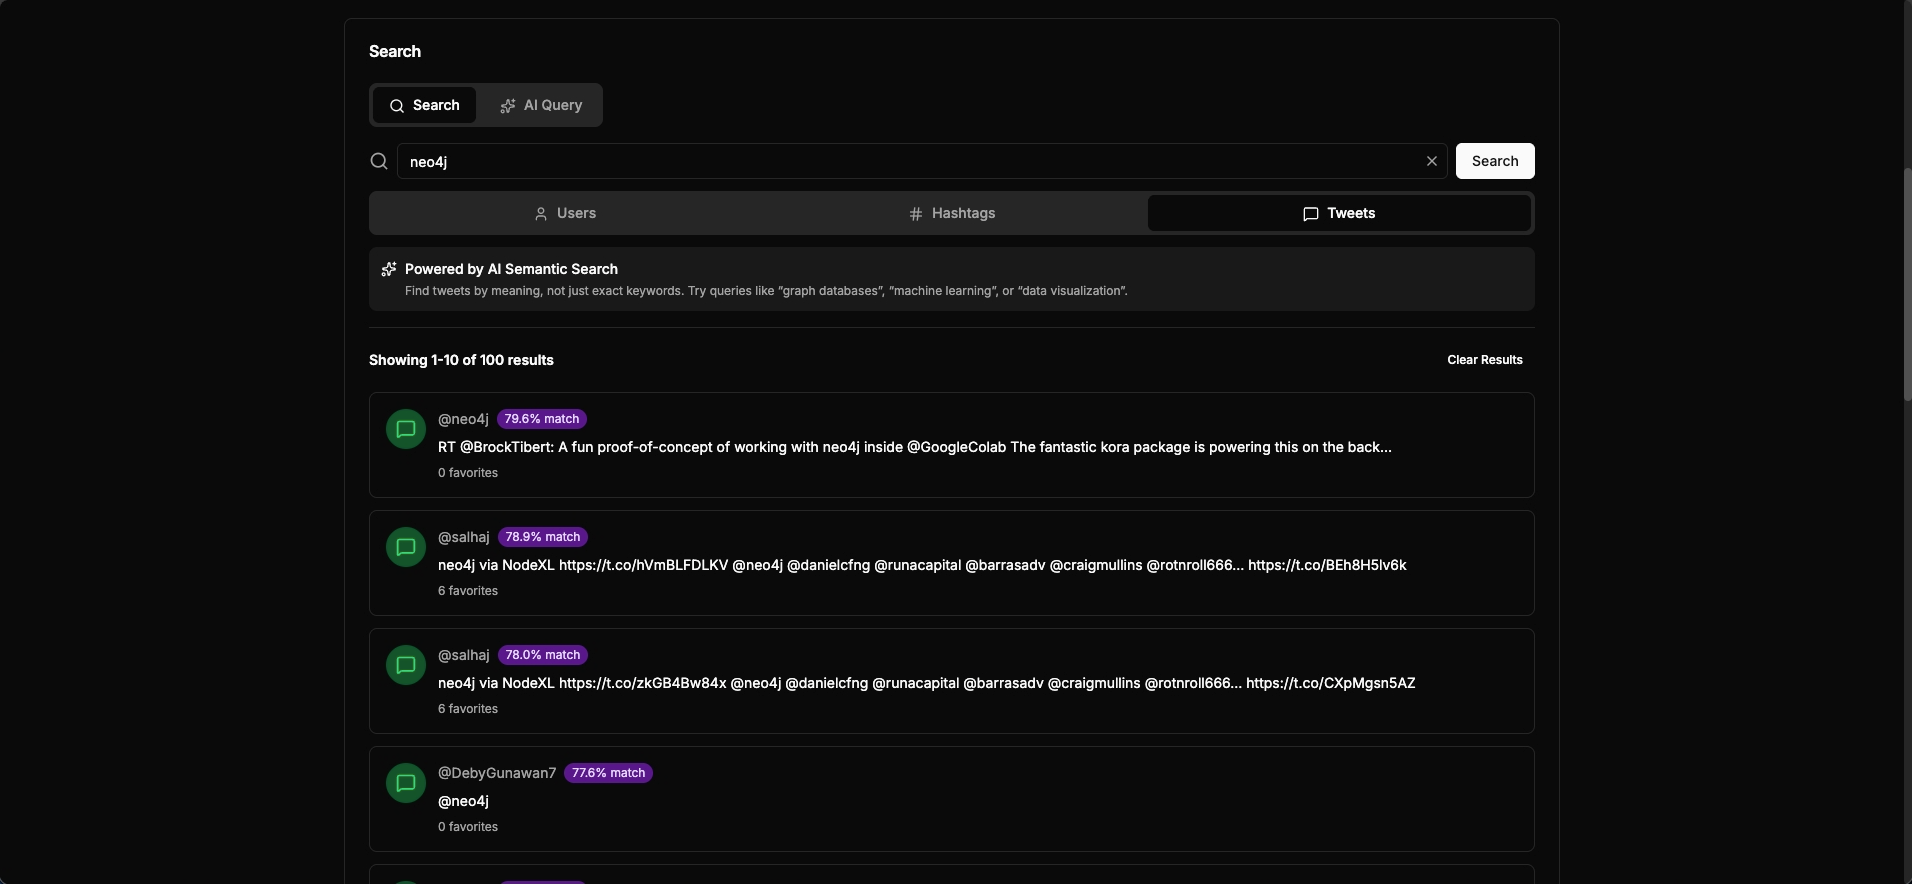 Search
Search
AI Query
neo4j
Search
Users
Hashtags
Tweets
Powered by AI Semantic Search
Find tweets by meaning, not just exact keywords. Try queries like “graph databases”, “machine learning”, or “data visualization”.
Showing 1-10 of 100 results
Clear Results
@neo4j 79.6% match
RT @BrockTibert: A fun proof-of-concept of working with neo4j inside @GoogleColab The fantastic kora package is powering this on the back...
0 favorites
@salhaj 78.9% match
neo4j via NodeXL https://t.co/hVmBLFDLKV @neo4j @danielcfng @runacapital @barrasadv @craigmullins @rotnroll666... https://t.co/BEh8H5lv6k
6 favorites
@salhaj 78.0% match
neo4j via NodeXL https://t.co/zkGB4Bw84x @neo4j @danielcfng @runacapital @barrasadv @craigmullins @rotnroll666... https://t.co/CXpMgsn5AZ
6 favorites
@DebyGunawan7 77.6% match
@neo4j
0 favorites